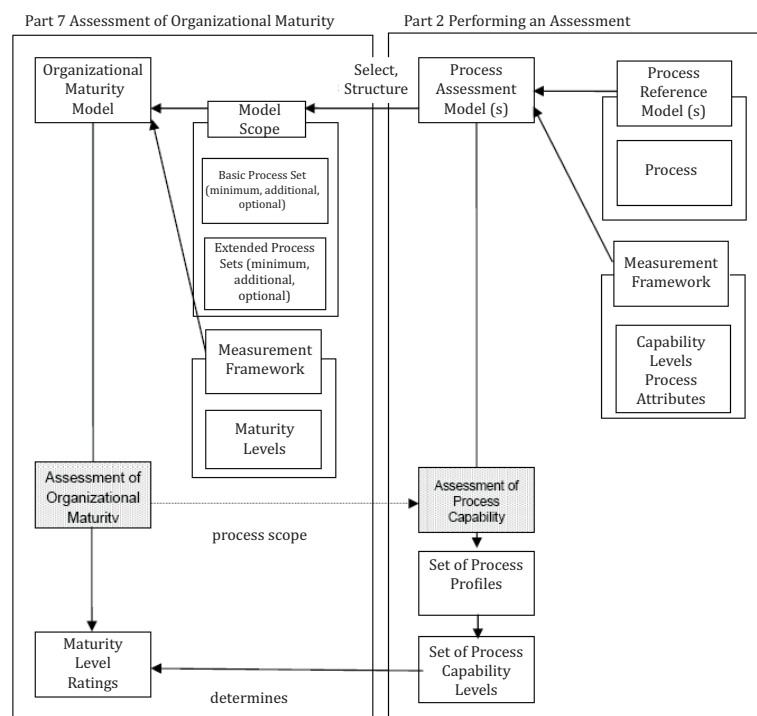 Part 7 Assessment of Organizational Maturity
Part 2 Performing an Assessment
Organizational
Maturity
Model
Select,
Structure
Process
Assessment
Model (s)
Process
Reference
Model (s)
Model
Scope
Process
Basic Process Set
(minimum, additional,
optional)
Extended Process
Sets (minimum,
additional,
optional)
Measurement
Framework
Capability
Levels
Process
Attributes
Measurement
Framework
Maturity
Levels
Assessment of
Organizational
Maturity
process scope
Assessment of
Process
Capability
Set of Process
Profiles
Maturity
Level
Ratings
determines
Set of Process
Capability
Levels